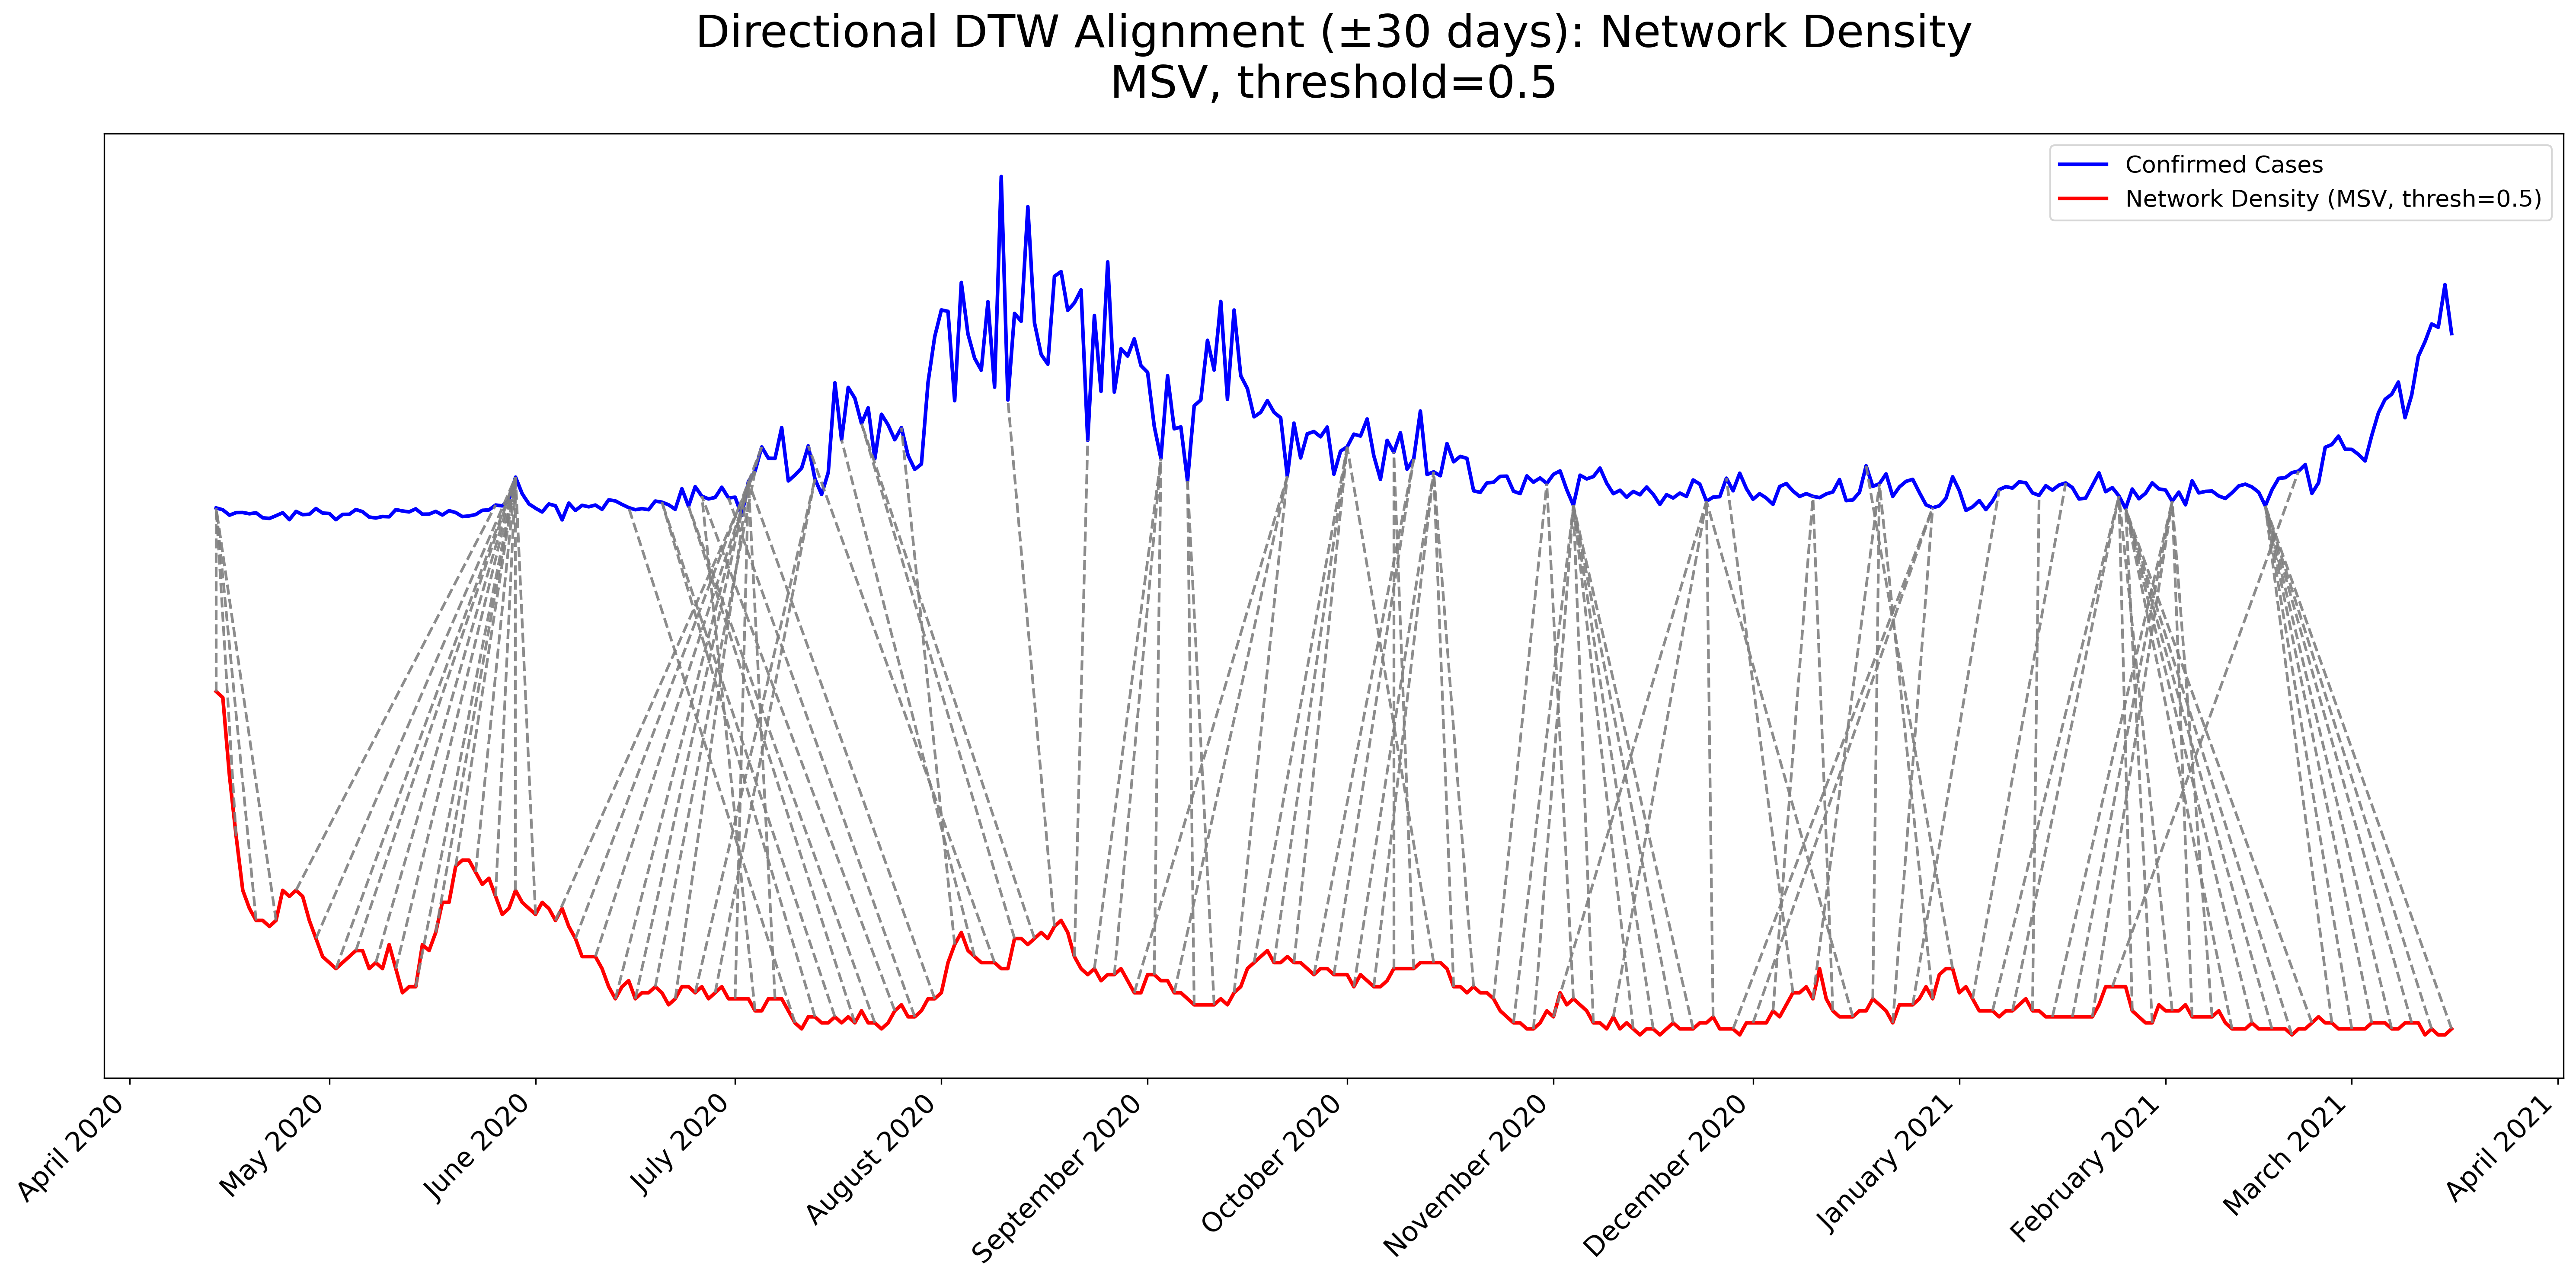 Directional DTW Alignment (±30 days): Network Density
MSV, threshold=0.5
Confirmed Cases
Network Density (MSV, thresh=0.5)
April 2020
May 2020
June 2020
July 2020
August 2020
September 2020
October 2020
November 2020
December 2020
January 2021
February 2021
March 2021
April 2021